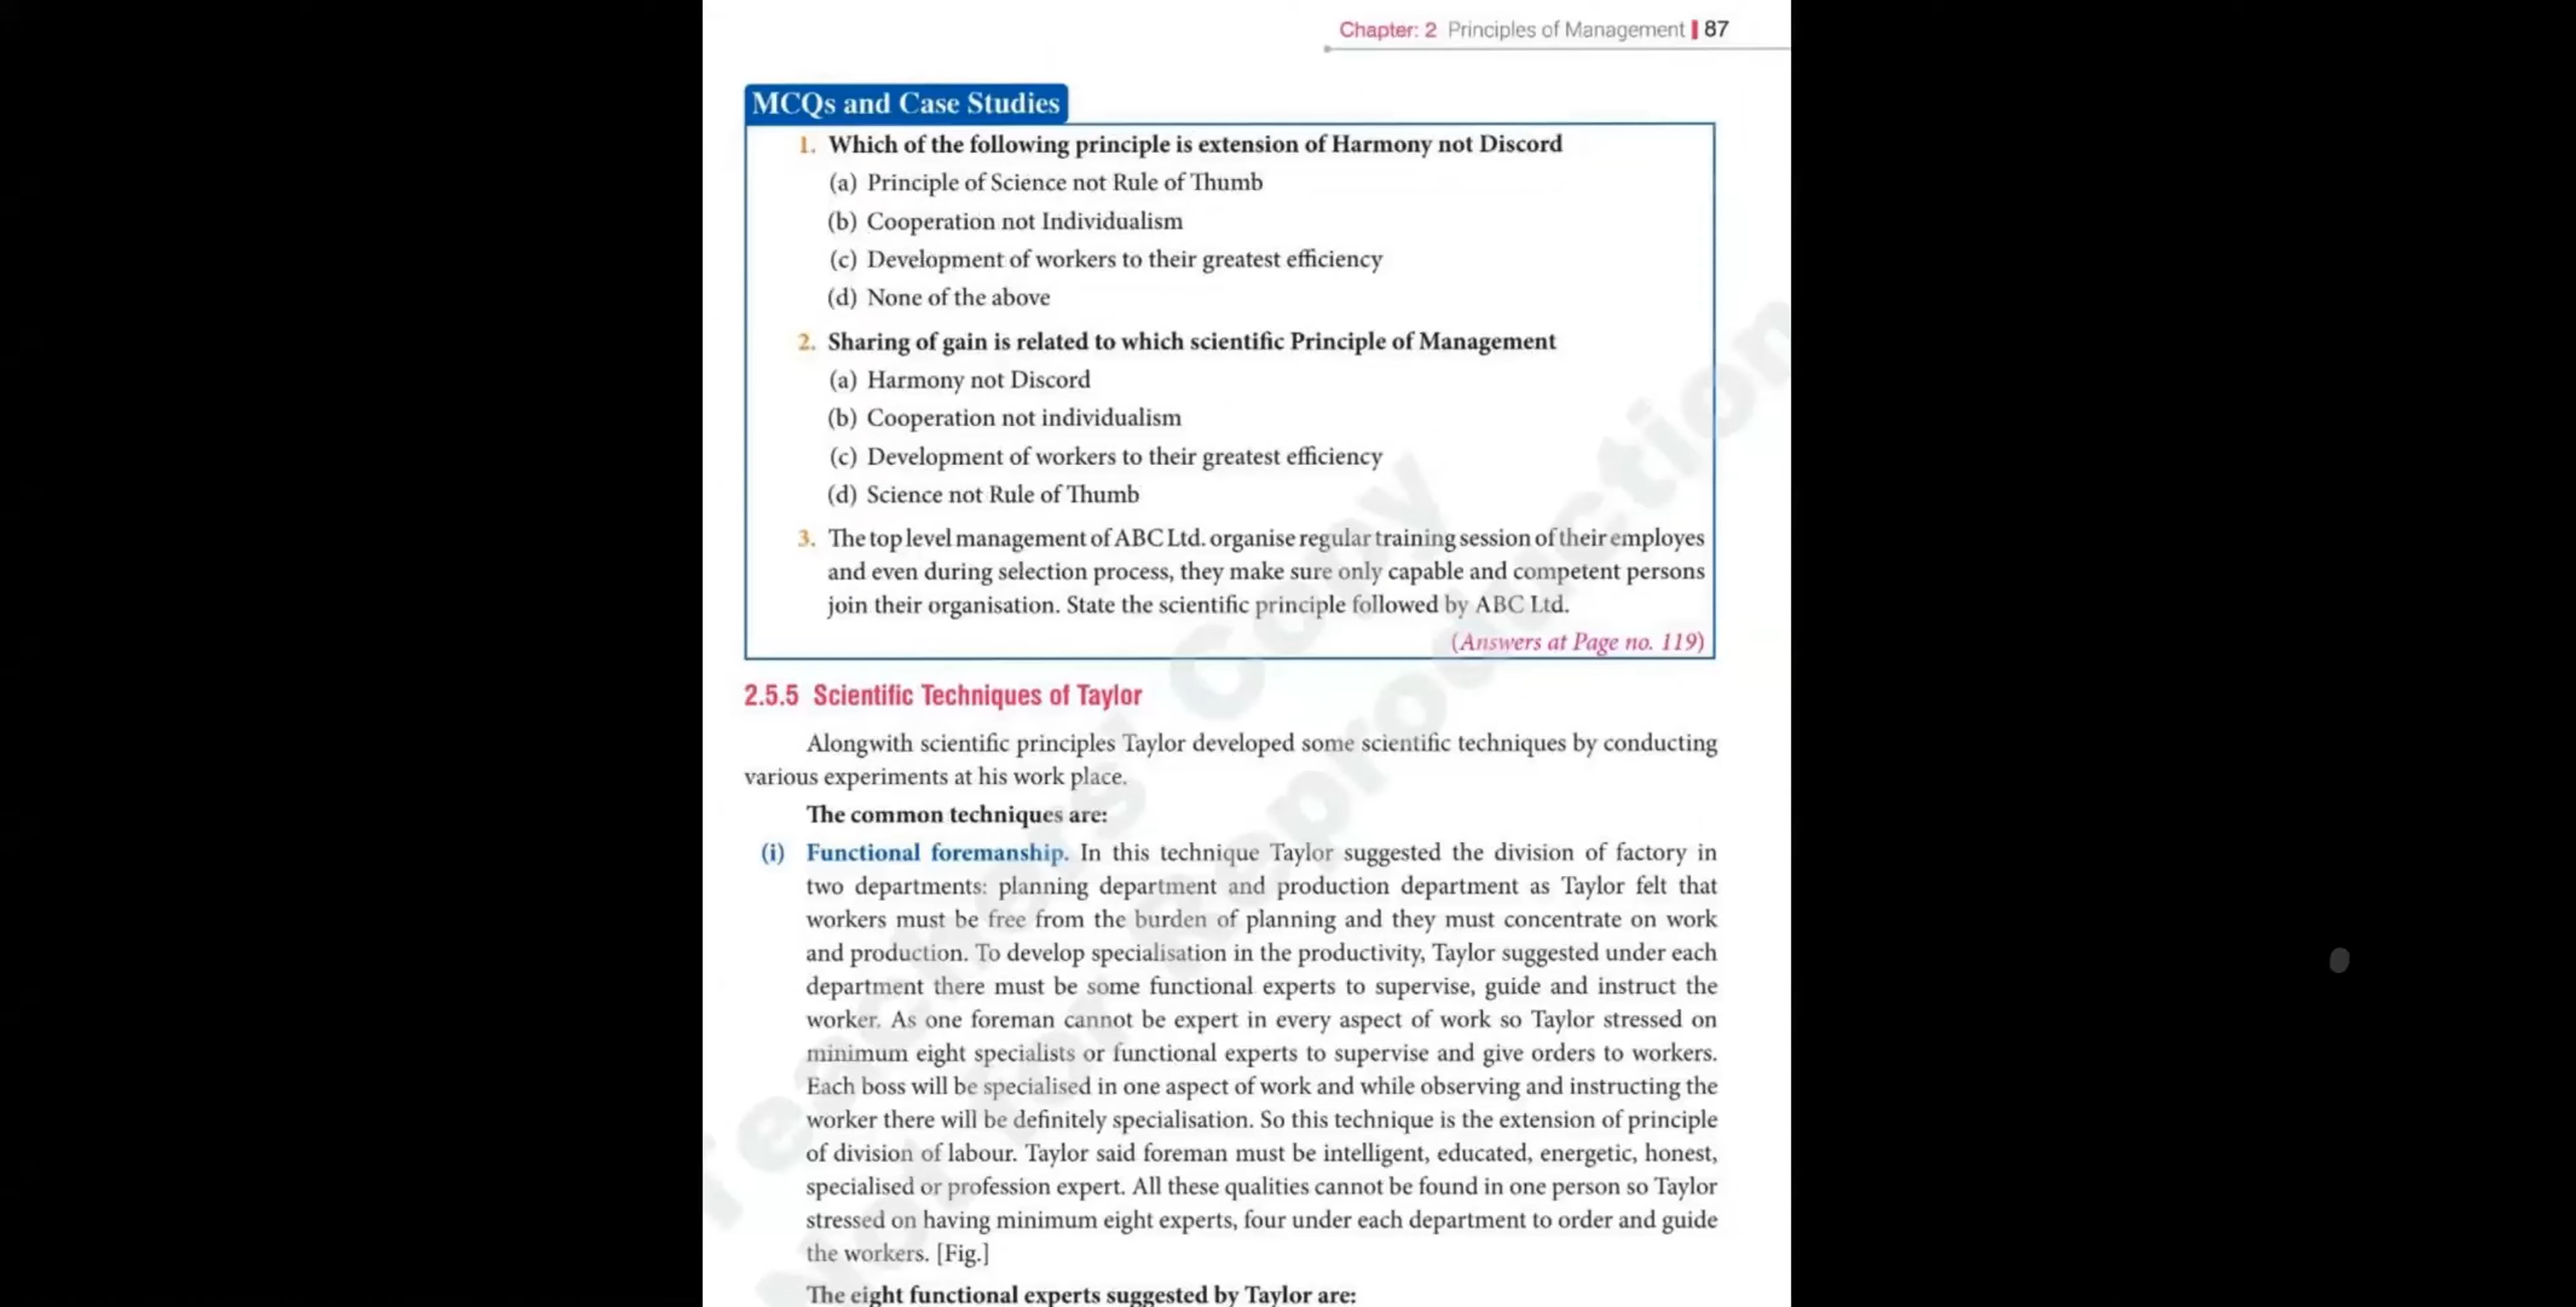 Chapter: 2 Principles of Management | 87
MCQs and Case Studies
1. Which of the following principle is extension of Harmony not Discord
(a) Principle of Science not Rule of Thumb
(b) Cooperation not Individualism
(c) Development of workers to their greatest efficiency
(d) None of the above
2. Sharing of gain is related to which scientific Principle of Management
(a) Harmony not Discord
(b) Cooperation not individualism
(c) Development of workers to their greatest efficiency
(d) Science not Rule of Thumb
3. The top level management of ABC Ltd. organise regular training session of their employes
and even during selection process, they make sure only capable and competent persons
join their organisation. State the scientific principle followed by ABC Ltd.
(Answers at Page no. 119)
2.5.5 Scientific Techniques of Taylor
Alongwith scientific principles Taylor developed some scientific techniques by conducting
various experiments at his work place.
The common techniques are:
(i) Functional foremanship. In this technique Taylor suggested the division of factory in
two departments: planning department and production department as Taylor felt that
workers must be free from the burden of planning and they must concentrate on work
and production. To develop specialisation in the productivity, Taylor suggested under each
department there must be some functional experts to supervise, guide and instruct the
worker. As one foreman cannot be expert in every aspect of work so Taylor stressed on
minimum eight specialists or functional experts to supervise and give orders to workers.
Each boss will be specialised in one aspect of work and while observing and instructing the
worker there will be definitely specialisation. So this technique is the extension of principle
of division of labour. Taylor said foreman must be intelligent, educated, energetic, honest,
specialised or profession expert. All these qualities cannot be found in one person so Taylor
stressed on having minimum eight experts, four under each department to order and guide
the workers. [Fig.]
The eight functional experts suggested by Taylor are:
Teachers' Copy
Not for Reproduction